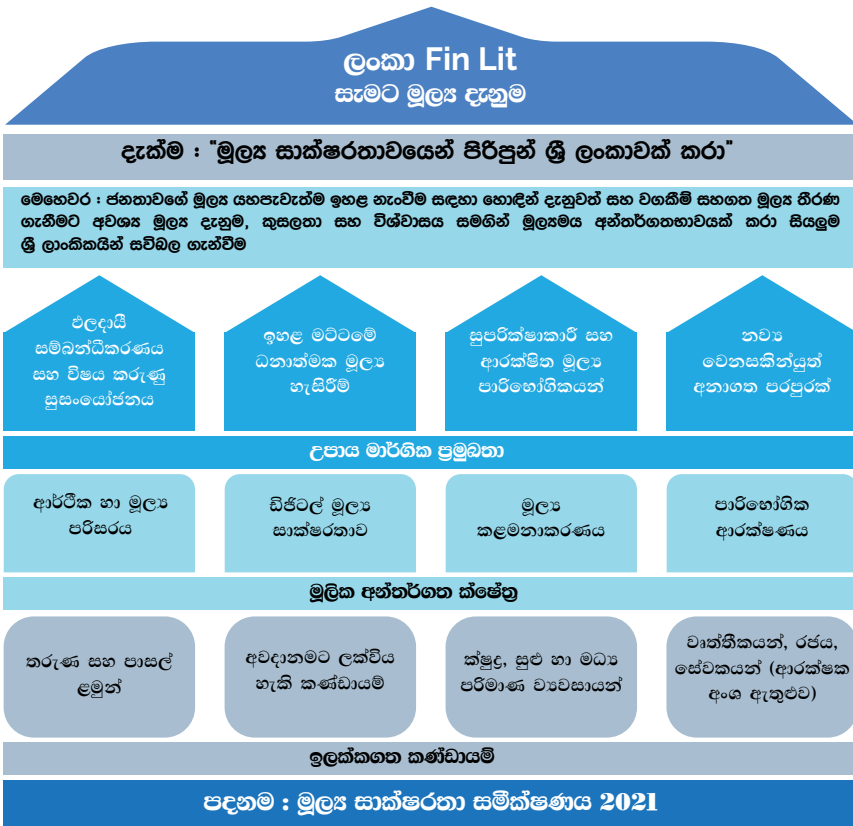 ලංකා Fin Lit
සැමට මූල්‍ය දැනුම
දැක්ම : "මූල්‍ය සාක්ෂරතාවයෙන් පිරිපුන් ශ්‍රී ලංකාවක් කරා"
මෙහෙවර : ජනතාවගේ මූල්‍ය යහපැවැත්ම ඉහළ නැංවීම සඳහා හොඳින් දැනුවත් සහ වගකීම් සහගත මූල්‍ය තීරණ
ගැනීමට අවශ්‍ය මූල්‍ය දැනුම, කුසලතා සහ විශ්වාසය සමගින් මූල්‍යමය අන්තර්ගතභාවයක් කරා සියලුම
ශ්‍රී ලාංකිකයින් සවිබල ගැන්වීම
ඵලදායී
සම්බන්ධීකරණය
සහ විෂය කරුණු
සුසංයෝජනය
ඉහළ මට්ටමේ
ධනාත්මක මූල්‍ය
හැසිරීම්
සුපරික්ෂාකාරී සහ
ආරක්ෂිත මූල්‍ය
පාරිභෝගිකයන්
නව්‍ය
වෙනසකින්යුත්
අනාගත පරපුරක්
උපාය මාර්ගික ප්‍රමුඛතා
ආර්ථික හා මූල්‍ය
පරිසරය
ඩිජිටල් මූල්‍ය
සාක්ෂරතාව
මූල්‍ය
කළමනාකරණය
පාරිභෝගික
ආරක්ෂණය
මූලික අන්තර්ගත ක්ෂේත්‍ර
තරුණ සහ පාසල්
ළමුන්
අවදානමට ලක්විය
හැකි කණ්ඩායම්
ක්ෂුද්‍ර, සුළු හා මධ්‍ය
පරිමාණ ව්‍යවසායන්
වෘත්තිකයන්, රජය,
සේවකයන් (ආරක්ෂක
අංශ ඇතුළුව)
ඉලක්කගත කණ්ඩායම්
පදනම : මූල්‍ය සාක්ෂරතා සමීක්ෂණය 2021